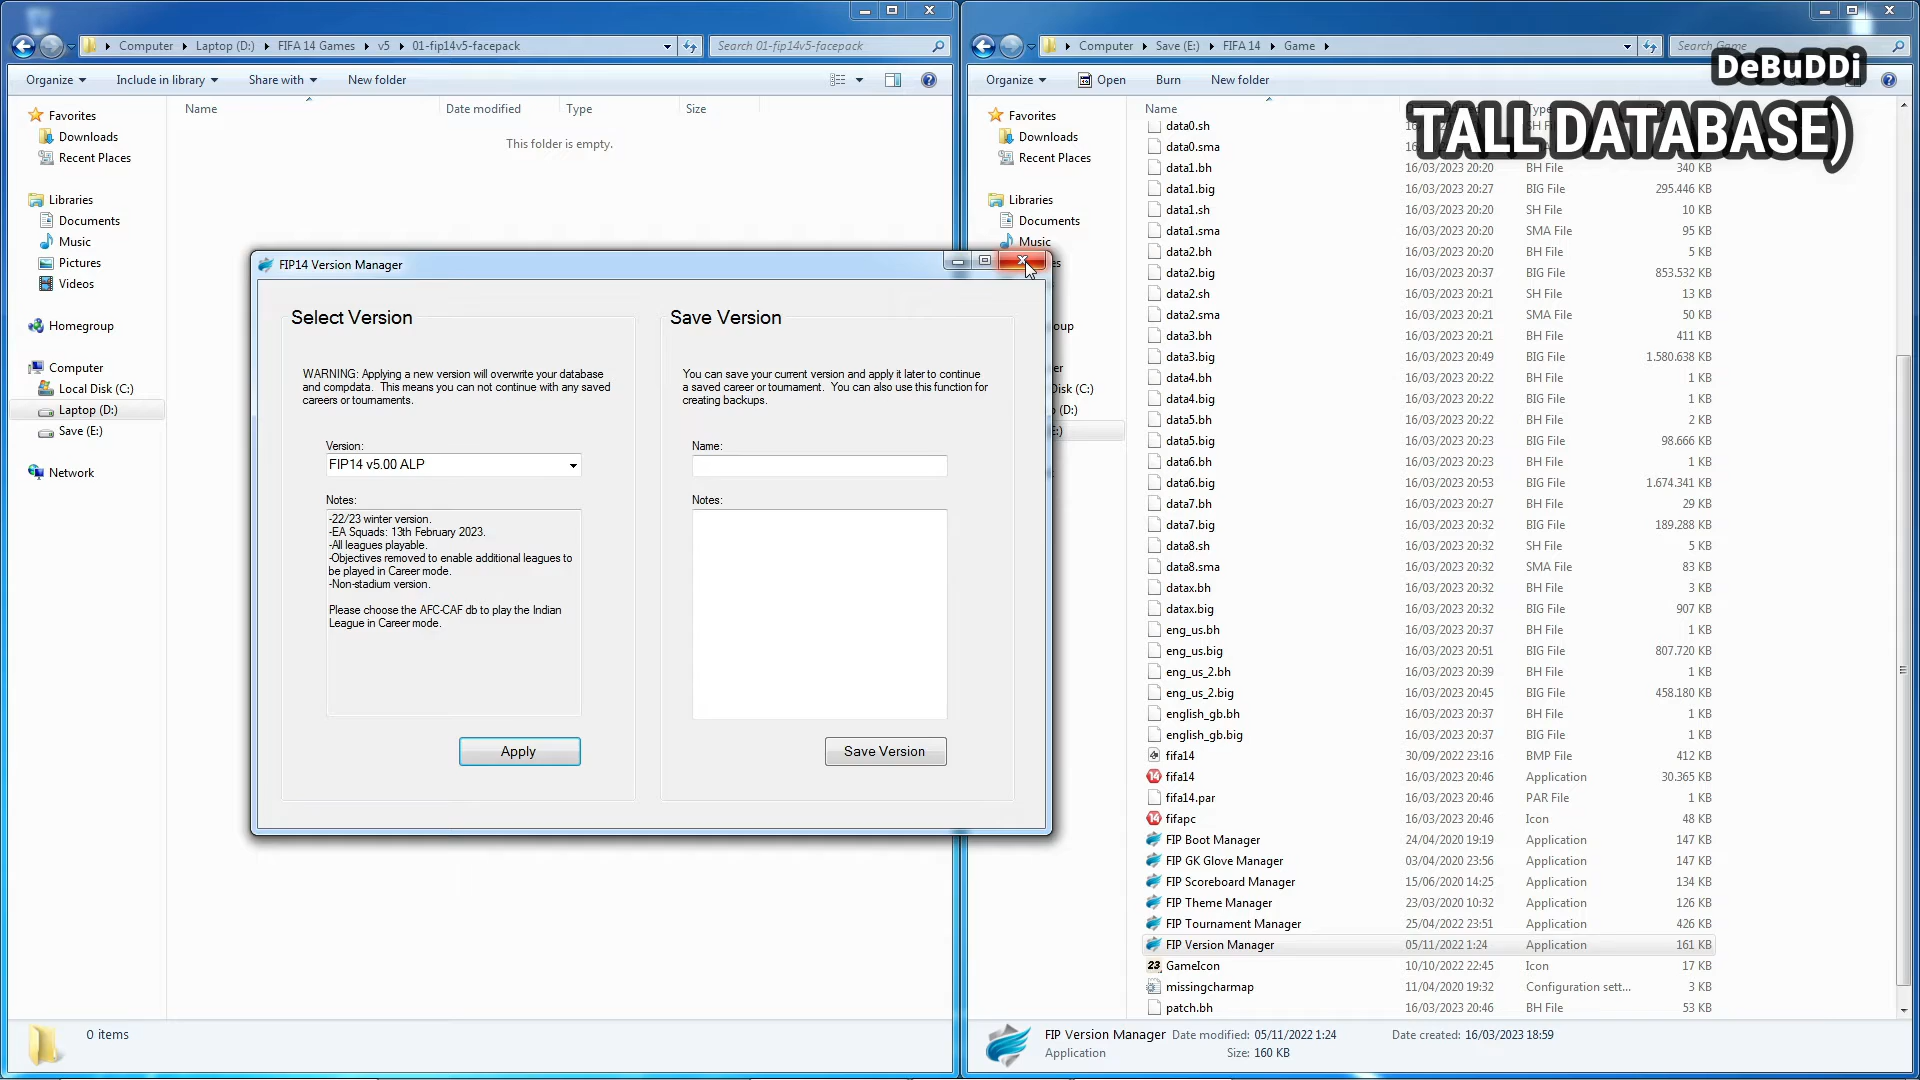 Computer
Laptop (D:)
FIFA 14 Games
v5
01-fip14v5-facepack
Search 01-fip14v5-facepack
Organize
Include in library
Share with
New folder
Name
Date modified
Type
Size
This folder is empty.
Favorites
Downloads
Recent Places
Libraries
Documents
Music
Pictures
Videos
Homegroup
Computer
Local Disk (C:)
Laptop (D:)
Save (E:)
Network
0 items
FIP14 Version Manager
Select Version
WARNING: Applying a new version will overwrite your database
and compdata. This means you can not continue with any saved
careers or tournaments.
Version:
FIP14 v5.00 ALP
Notes:
-22/23 winter version.
-EA Squads: 13th February 2023.
-All leagues playable.
-Objectives removed to enable additional leagues to
be played in Career mode.
-Non-stadium version.
Please choose the AFC-CAF db to play the Indian
League in Career mode.
Apply
Save Version
You can save your current version and apply it later to continue
a saved career or tournament. You can also use this function for
creating backups.
Name:
Notes:
Save Version
Computer
Save (E:)
FIFA 14
Game
Search Game
DeBuDDi
TALL DATABASE)
Organize
Open
Burn
New folder
Favorites
Downloads
Recent Places
Libraries
Documents
Music
es
oup
er
Disk (C:)
(D:)
E:)
Name
data0.sh
data0.sma
data1.bh 16/03/2023 20:20 BH File 340 KB
data1.big 16/03/2023 20:27 BIG File 295.446 KB
data1.sh 16/03/2023 20:20 SH File 10 KB
data1.sma 16/03/2023 20:20 SMA File 95 KB
data2.bh 16/03/2023 20:21 BH File 5 KB
data2.big 16/03/2023 20:37 BIG File 853.532 KB
data2.sh 16/03/2023 20:21 SH File 13 KB
data2.sma 16/03/2023 20:21 SMA File 50 KB
data3.bh 16/03/2023 20:21 BH File 411 KB
data3.big 16/03/2023 20:49 BIG File 1.580.638 KB
data4.bh 16/03/2023 20:22 BH File 1 KB
data4.big 16/03/2023 20:22 BIG File 1 KB
data5.bh 16/03/2023 20:22 BH File 2 KB
data5.big 16/03/2023 20:23 BIG File 98.666 KB
data6.bh 16/03/2023 20:23 BH File 1 KB
data6.big 16/03/2023 20:53 BIG File 1.674.341 KB
data7.bh 16/03/2023 20:32 BH File 29 KB
data7.big 16/03/2023 20:32 BIG File 189.288 KB
data8.sh 16/03/2023 20:32 SH File 5 KB
data8.sma 16/03/2023 20:32 SMA File 83 KB
datax.bh 16/03/2023 20:32 BH File 3 KB
datax.big 16/03/2023 20:32 BIG File 907 KB
eng_us.bh 16/03/2023 20:37 BH File 1 KB
eng_us.big 16/03/2023 20:51 BIG File 807.720 KB
eng_us_2.bh 16/03/2023 20:39 BH File 1 KB
eng_us_2.big 16/03/2023 20:45 BIG File 458.180 KB
english_gb.bh 16/03/2023 20:37 BH File 1 KB
english_gb.big 16/03/2023 20:37 BIG File 1 KB
fifa14 30/09/2022 23:16 BMP File 412 KB
fifa14 16/03/2023 20:46 Application 30.365 KB
fifa14.par 16/03/2023 20:46 PAR File 1 KB
fifapc 16/03/2023 20:46 Icon 48 KB
FIP Boot Manager 24/04/2020 19:19 Application 147 KB
FIP GK Glove Manager 03/04/2020 23:56 Application 147 KB
FIP Scoreboard Manager 15/06/2020 14:25 Application 134 KB
FIP Theme Manager 23/03/2020 10:32 Application 126 KB
FIP Tournament Manager 25/04/2022 23:51 Application 426 KB
FIP Version Manager 05/11/2022 1:24 Application 161 KB
GameIcon 10/10/2022 22:45 Icon 17 KB
missingcharmap 11/04/2020 19:32 Configuration sett... 3 KB
patch.bh 16/03/2023 20:46 BH File 53 KB
FIP Version Manager Date modified: 05/11/2022 1:24 Date created: 16/03/2023 18:59
Application Size: 160 KB